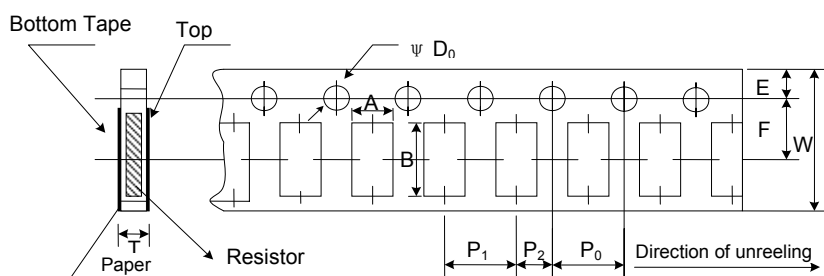 Bottom Tape
Top
ψ D₀
A
E
F
W
B
T
Paper
Resistor
P₁
P₂
P₀
Direction of unreeling